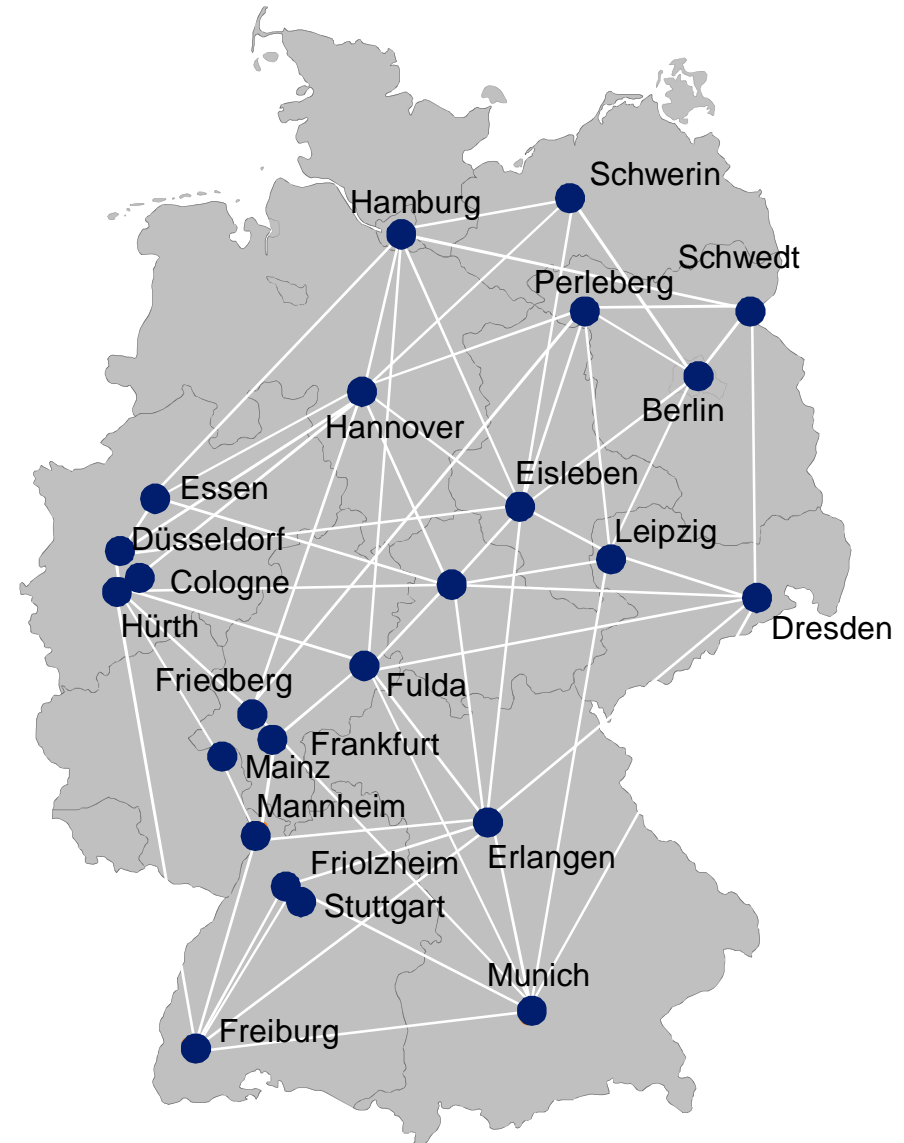 Schwerin
Hamburg
Schwedt
Perleberg
Berlin
Hannover
Eisleben
Essen
Leipzig
Düsseldorf
Cologne
Hürth
Dresden
Friedberg
Fulda
Frankfurt
Mainz
Mannheim
Erlangen
Friolzheim
Stuttgart
Munich
Freiburg